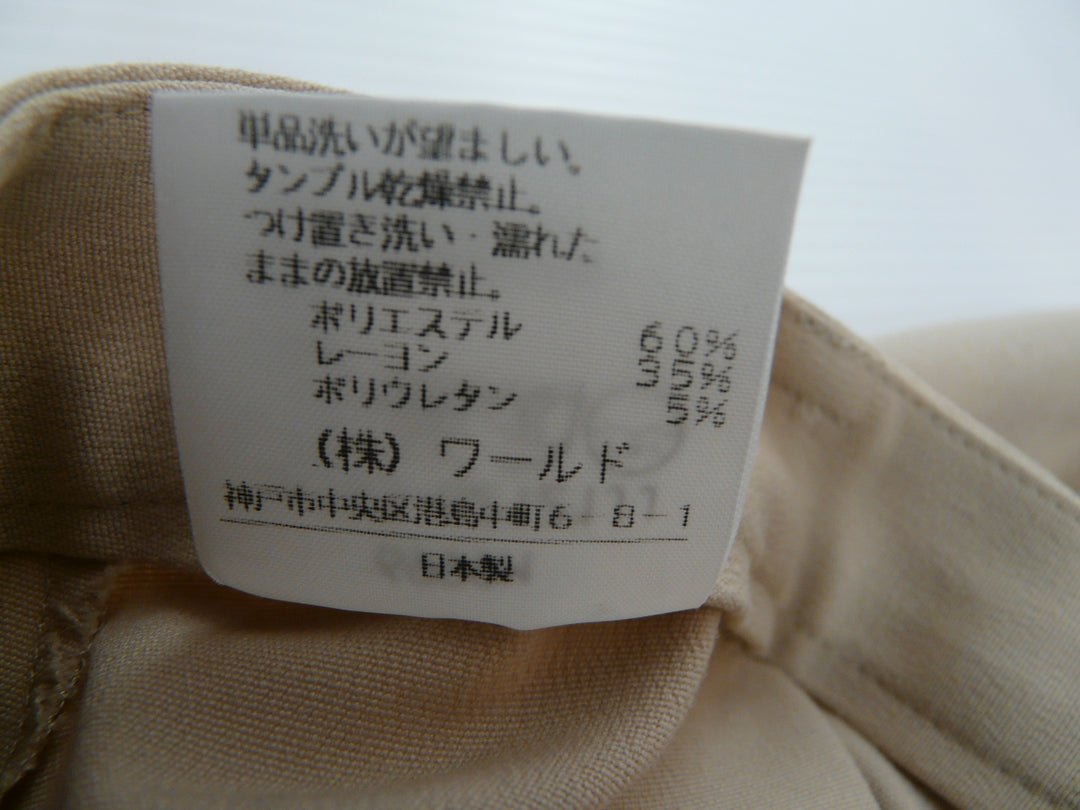 単品洗いが望ましい。
タンブル乾燥禁止。
つけ置き洗い・濡れた
ままの放置禁止。
ポリエステル 60%
レーヨン 35%
ポリウレタン 5%
(株) ワールド
神戸市中央区港島中町6-8-1
日本製